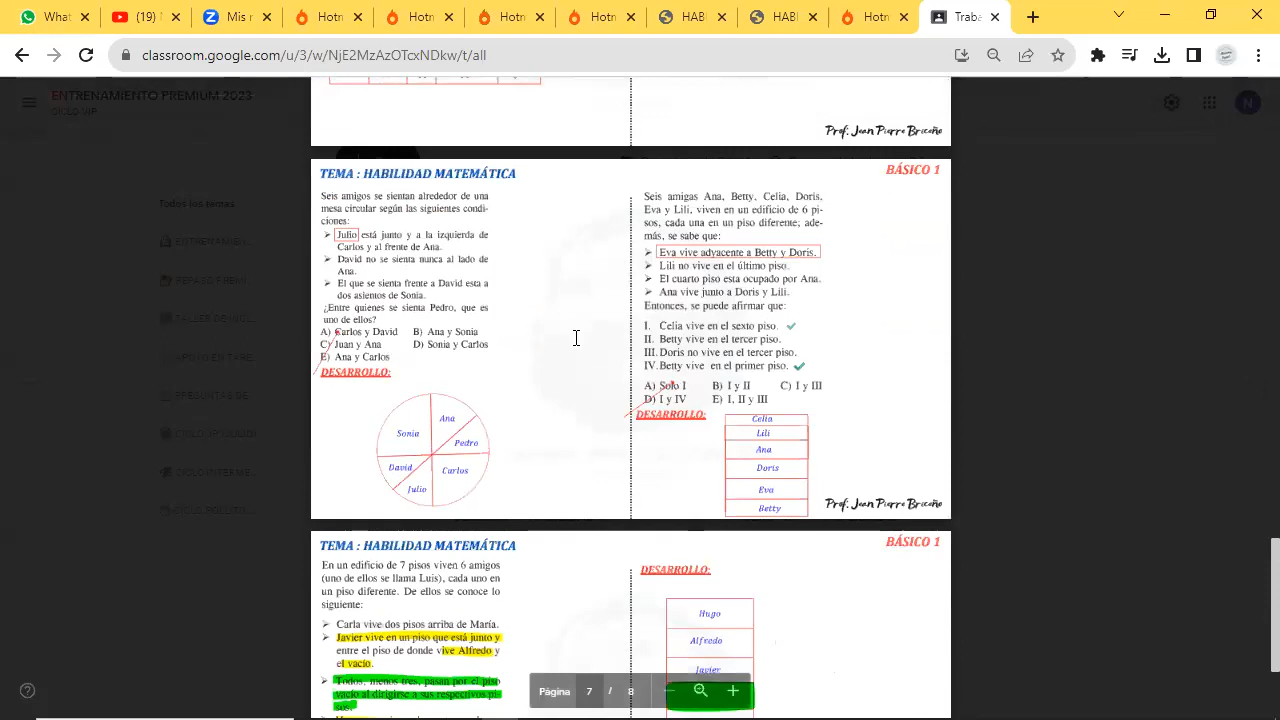 classroom.google.com/u/3/w/NjE2MzM1Njc1NDkw/t/all
ENTRENAMiENTO PREMIUM 2023
N
Todos los temas
Prof: Jean Pierre Briceño
TEMA : HABILIDAD MATEMÁTICA
BÁSICO 1
Seis amigos se sientan alrededor de una
mesa circular según las siguientes condi-
ciones:
➢ Julio está junto y a la izquierda de
Carlos y al frente de Ana.
➢ David no se sienta nunca al lado de
Ana.
➢ El que se sienta frente a David esta a
dos asientos de Sonia.
¿Entre quienes se sienta Pedro, que es
uno de ellos?
A) Carlos y David B) Ana y Sonia
C) Juan y Ana D) Sonia y Carlos
E) Ana y Carlos
DESARROLLO:
Ana
Sonia
Pedro
David
Carlos
Julio
Seis amigas Ana, Betty, Celia, Doris,
Eva y Lili, viven en un edificio de 6 pi-
sos, cada una en un piso diferente; ade-
más, se sabe que:
➢ Eva vive adyacente a Betty y Doris.
➢ Lili no vive en el último piso.
➢ El cuarto piso esta ocupado por Ana.
➢ Ana vive junto a Doris y Lili.
Entonces, se puede afirmar que:
I. Celia vive en el sexto piso. ✓
II. Betty vive en el tercer piso.
III. Doris no vive en el tercer piso.
IV. Betty vive en el primer piso. ✓
A) Solo I B) I y II C) I y III
D) I y IV E) I, II y III
DESARROLLO:
Celia
Lili
Ana
Doris
Eva
Betty
Prof: Jean Pierre Briceño
TEMA : HABILIDAD MATEMÁTICA
BÁSICO 1
En un edificio de 7 pisos viven 6 amigos
(uno de ellos se llama Luis), cada uno en
un piso diferente. De ellos se conoce lo
siguiente:
➢ Carla vive dos pisos arriba de María.
➢ Javier vive en un piso que está junto y
entre el piso de donde vive Alfredo y
el vacío.
➢ Todos, menos tres, pasan por el piso
vacío al dirigirse a sus respectivos pi-
sos.
DESARROLLO:
Hugo
Alfredo
Javier
Página 7 / 8